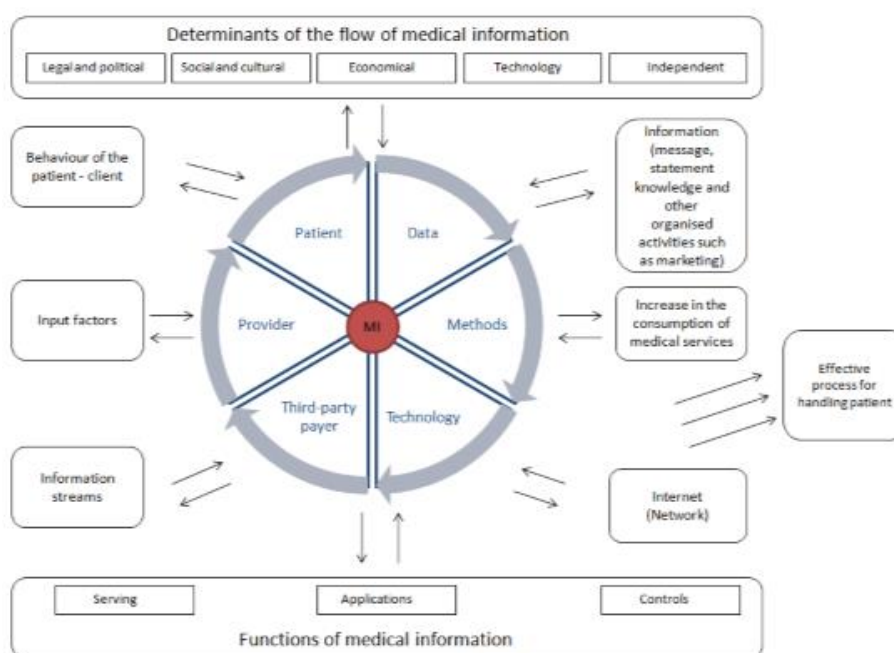 Determinants of the flow of medical information
Legal and political
Social and cultural
Economical
Technology
Independent
Behaviour of the
patient - client
Information
(message,
statement
knowledge and
other
organised
activities such
as marketing)
Patient
Data
Input factors
Provider
MI
Methods
Increase in the
consumption of
medical services
Effective
process for
handling patient
Third-party
payer
Technology
Information
streams
Internet
(Network)
Serving
Applications
Controls
Functions of medical information